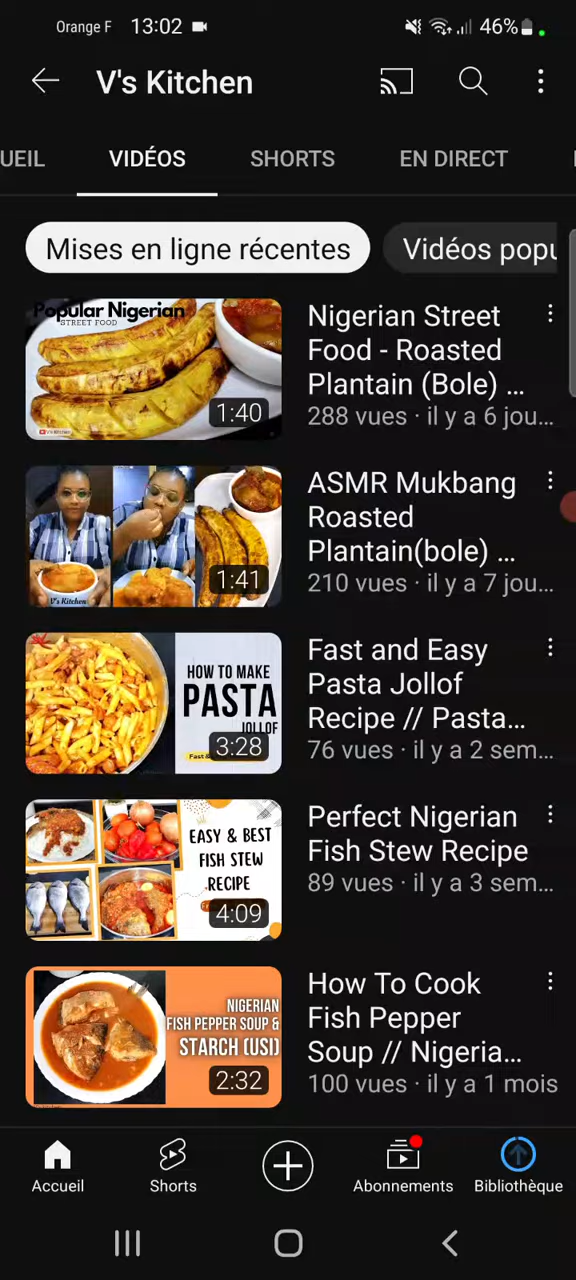 Orange F 13:02 46%
V's Kitchen
UEIL VIDÉOS SHORTS EN DIRECT
Mises en ligne récentes Vidéos popu
Popular Nigerian
STREET FOOD
V's Kitchen
1:40
Nigerian Street
Food - Roasted
Plantain (Bole) ...
288 vues · il y a 6 jou...
V's Kitchen
1:41
ASMR Mukbang
Roasted
Plantain(bole) ...
210 vues · il y a 7 jou...
HOW TO MAKE
PASTA
JOLLOF
Fast &
3:28
Fast and Easy
Pasta Jollof
Recipe // Pasta...
76 vues · il y a 2 sem...
EASY & BEST
FISH STEW
RECIPE
4:09
Perfect Nigerian
Fish Stew Recipe
89 vues · il y a 3 sem...
NIGERIAN
FISH PEPPER SOUP &
STARCH (USI)
2:32
How To Cook
Fish Pepper
Soup // Nigeria...
100 vues · il y a 1 mois
Accueil Shorts Abonnements Bibliothèque